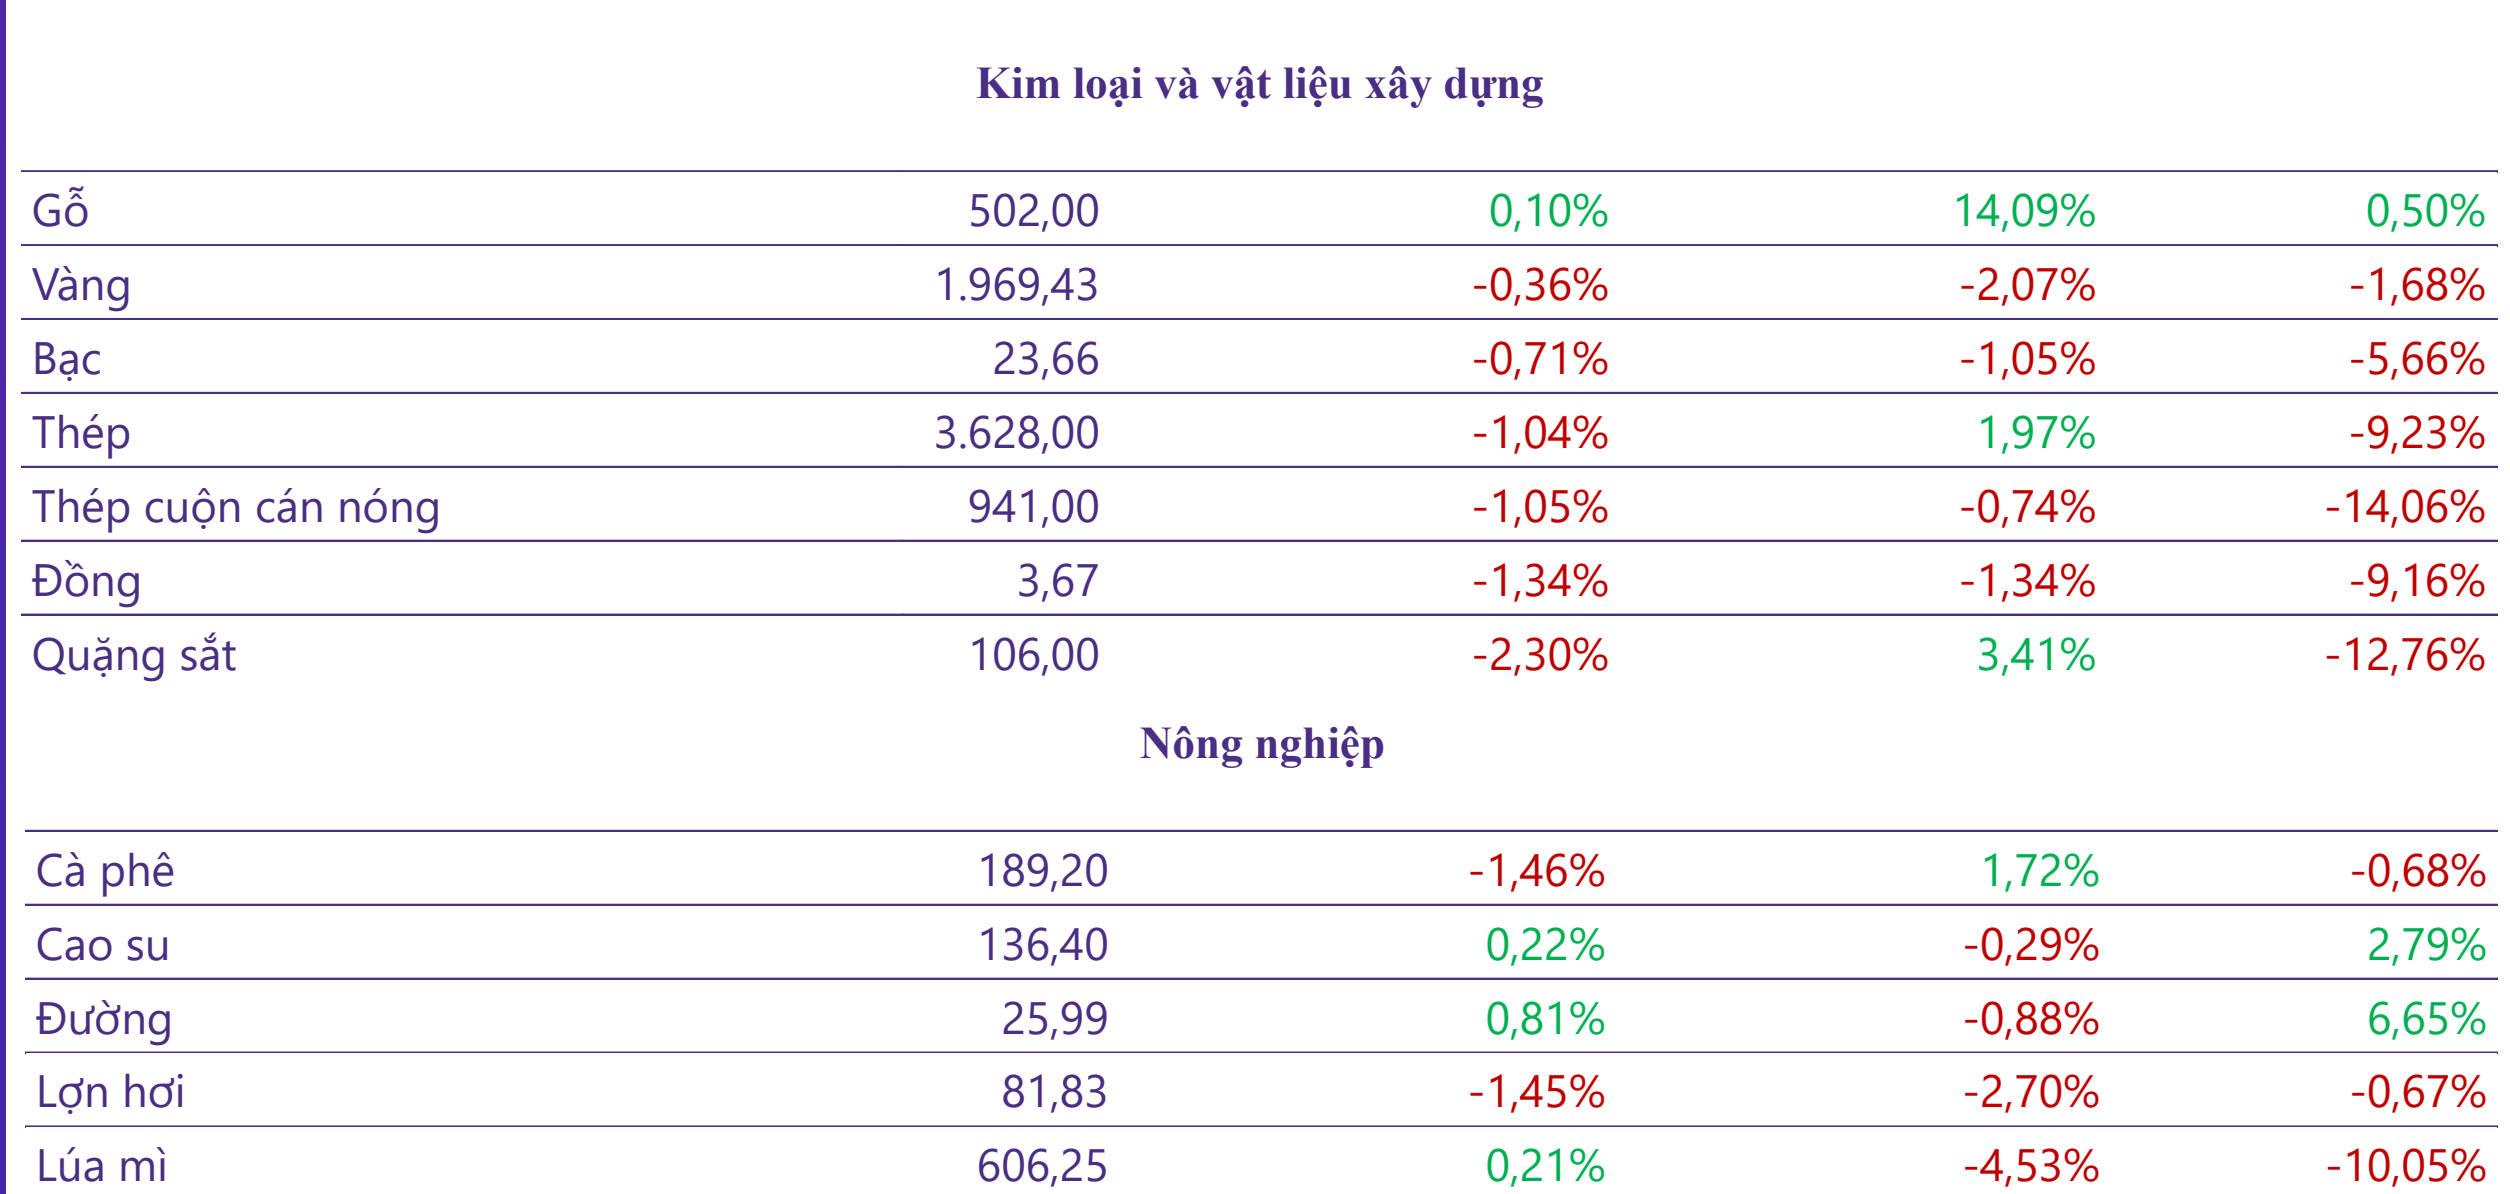 Kim loại và vật liệu xây dựng
Gỗ 502,00 0,10% 14,09% 0,50%
Vàng 1.969,43 -0,36% -2,07% -1,68%
Bạc 23,66 -0,71% -1,05% -5,66%
Thép 3.628,00 -1,04% 1,97% -9,23%
Thép cuộn cán nóng 941,00 -1,05% -0,74% -14,06%
Đồng 3,67 -1,34% -1,34% -9,16%
Quặng sắt 106,00 -2,30% 3,41% -12,76%
Nông nghiệp
Cà phê 189,20 -1,46% 1,72% -0,68%
Cao su 136,40 0,22% -0,29% 2,79%
Đường 25,99 0,81% -0,88% 6,65%
Lợn hơi 81,83 -1,45% -2,70% -0,67%
Lúa mì 606,25 0,21% -4,53% -10,05%